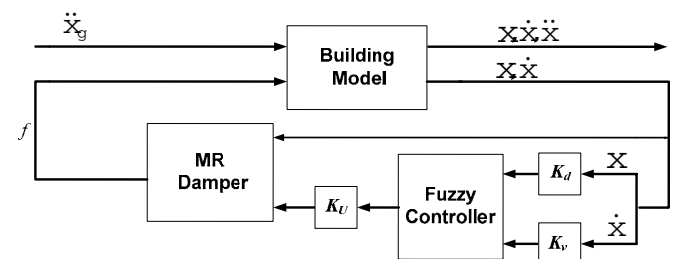 ẍg
Building
Model
x,ẋ,ẍ
x,ẋ
f
MR
Damper
KU
Fuzzy
Controller
Kd
x
Kv
ẋ